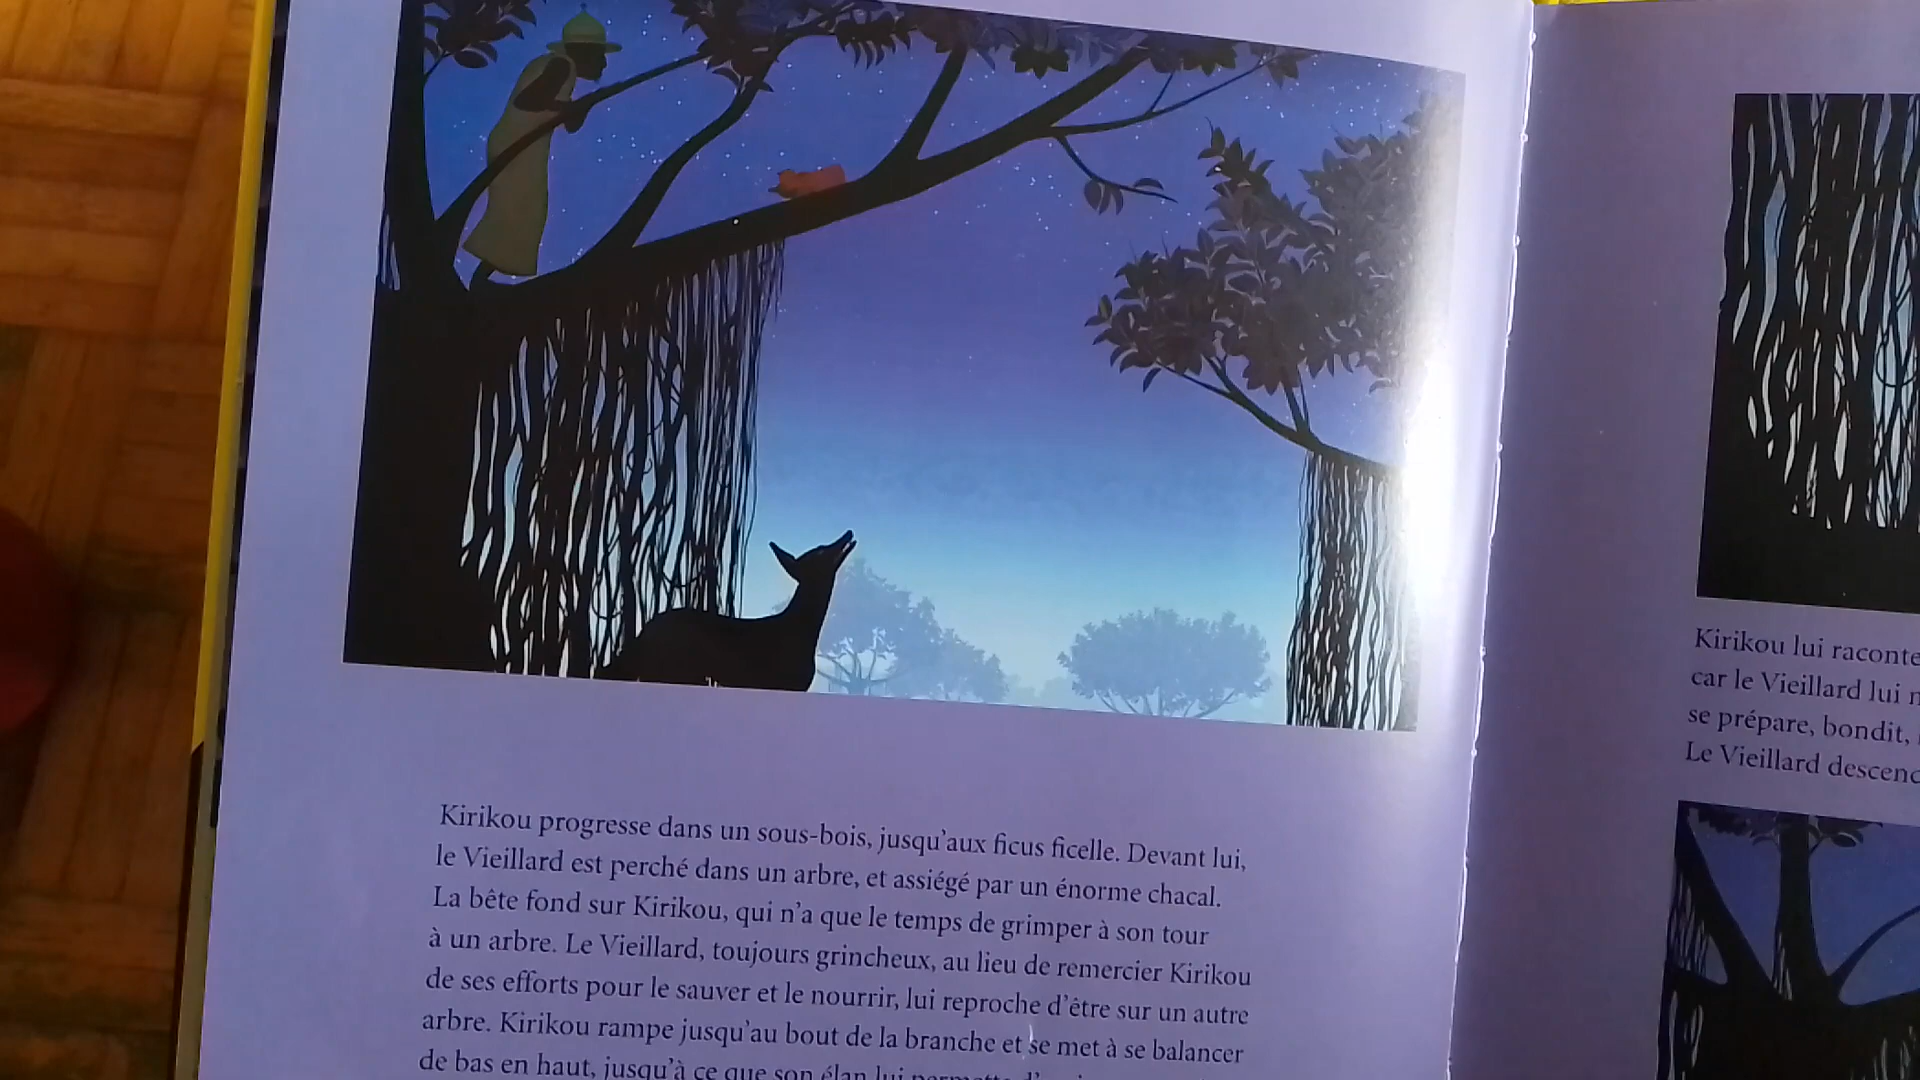 Kirikou progresse dans un sous-bois, jusqu'aux ficus ficelle. Devant lui,
le Vieillard est perché dans un arbre, et assiégé par un énorme chacal.
La bête fond sur Kirikou, qui n'a que le temps de grimper à son tour
à un arbre. Le Vieillard, toujours grincheux, au lieu de remercier Kirikou
de ses efforts pour le sauver et le nourrir, lui reproche d'être sur un autre
arbre. Kirikou rampe jusqu'au bout de la branche et se met à se balancer
de bas en haut, jusqu'à ce que son élan lui
Kirikou lui raconte
car le Vieillard lui
se prépare, bondit,
Le Vieillard descend